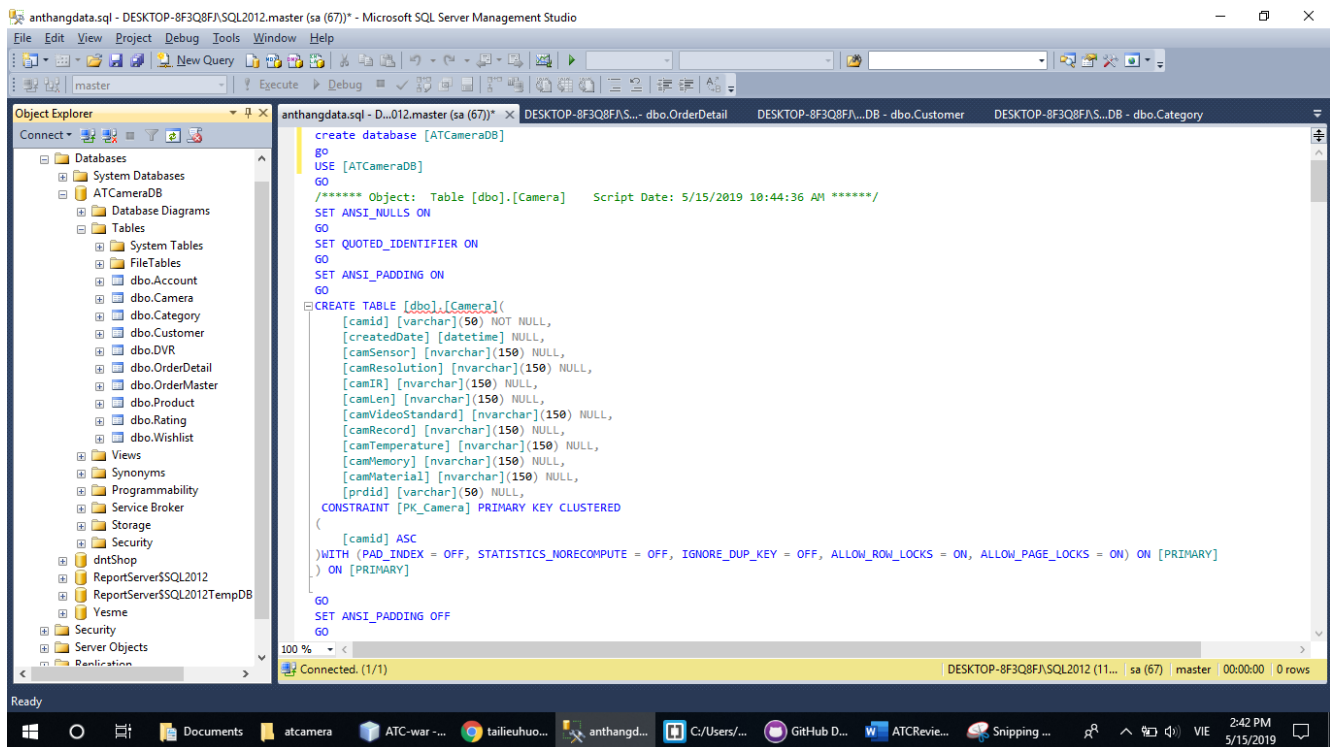 anthangdata.sql - DESKTOP-8F3Q8FJ\SQL2012.master (sa (67))* - Microsoft SQL Server Management Studio
File Edit View Project Debug Tools Window Help
New Query
master
Execute Debug
Object Explorer
Connect
Databases
System Databases
ATCameraDB
Database Diagrams
Tables
System Tables
FileTables
dbo.Account
dbo.Camera
dbo.Category
dbo.Customer
dbo.DVR
dbo.OrderDetail
dbo.OrderMaster
dbo.Product
dbo.Rating
dbo.Wishlist
Views
Synonyms
Programmability
Service Broker
Storage
Security
dntShop
ReportServer$SQL2012
ReportServer$SQL2012TempDB
Yesme
Security
Server Objects
Replication
anthangdata.sql - D...012.master (sa (67))* DESKTOP-8F3Q8FJ\S...- dbo.OrderDetail DESKTOP-8F3Q8FJ\...DB - dbo.Customer DESKTOP-8F3Q8FJ\S...DB - dbo.Category
create database [ATCameraDB]
go
USE [ATCameraDB]
GO
/****** Object:  Table [dbo].[Camera]    Script Date: 5/15/2019 10:44:36 AM ******/
SET ANSI_NULLS ON
GO
SET QUOTED_IDENTIFIER ON
GO
SET ANSI_PADDING ON
GO
CREATE TABLE [dbo].[Camera](
[camid] [varchar](50) NOT NULL,
[createdDate] [datetime] NULL,
[camSensor] [nvarchar](150) NULL,
[camResolution] [nvarchar](150) NULL,
[camIR] [nvarchar](150) NULL,
[camLen] [nvarchar](150) NULL,
[camVideoStandard] [nvarchar](150) NULL,
[camRecord] [nvarchar](150) NULL,
[camTemperature] [nvarchar](150) NULL,
[camMemory] [nvarchar](150) NULL,
[camMaterial] [nvarchar](150) NULL,
[prdid] [varchar](50) NULL,
CONSTRAINT [PK_Camera] PRIMARY KEY CLUSTERED
(
[camid] ASC
)WITH (PAD_INDEX = OFF, STATISTICS_NORECOMPUTE = OFF, IGNORE_DUP_KEY = OFF, ALLOW_ROW_LOCKS = ON, ALLOW_PAGE_LOCKS = ON) ON [PRIMARY]
) ON [PRIMARY]
GO
SET ANSI_PADDING OFF
GO
100 %
Connected. (1/1) DESKTOP-8F3Q8FJ\SQL2012 (11... sa (67) master 00:00:00 0 rows
Ready
Documents atcamera ATC-war -... tailieuhuo... anthangd... C:/Users/... GitHub D... ATCRevie... Snipping ... VIE 2:42 PM
5/15/2019